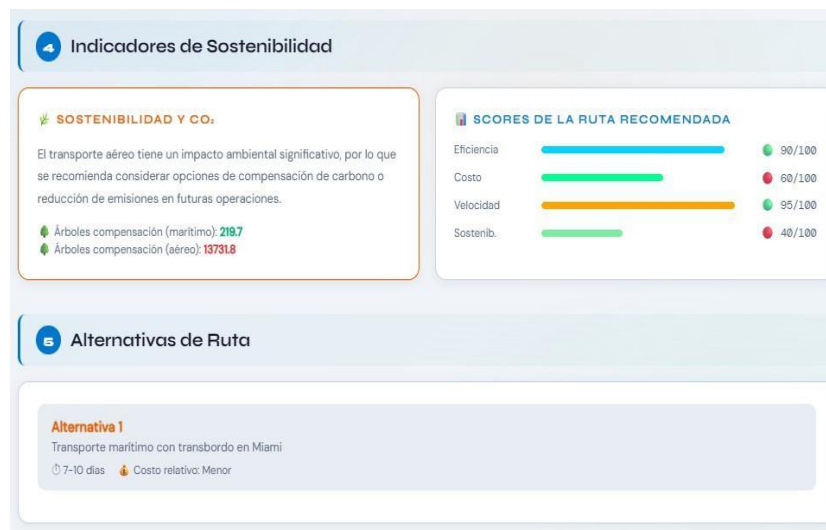 4 Indicadores de Sostenibilidad
SOSTENIBILIDAD Y CO₂
El transporte aéreo tiene un impacto ambiental significativo, por lo que
se recomienda considerar opciones de compensación de carbono o
reducción de emisiones en futuras operaciones.
Árboles compensación (marítimo): 219.7
Árboles compensación (aéreo): 13731.8
SCORES DE LA RUTA RECOMENDADA
Eficiencia 90/100
Costo 60/100
Velocidad 95/100
Sostenib. 40/100
5 Alternativas de Ruta
Alternativa 1
Transporte marítimo con transbordo en Miami
7-10 días Costo relativo: Menor